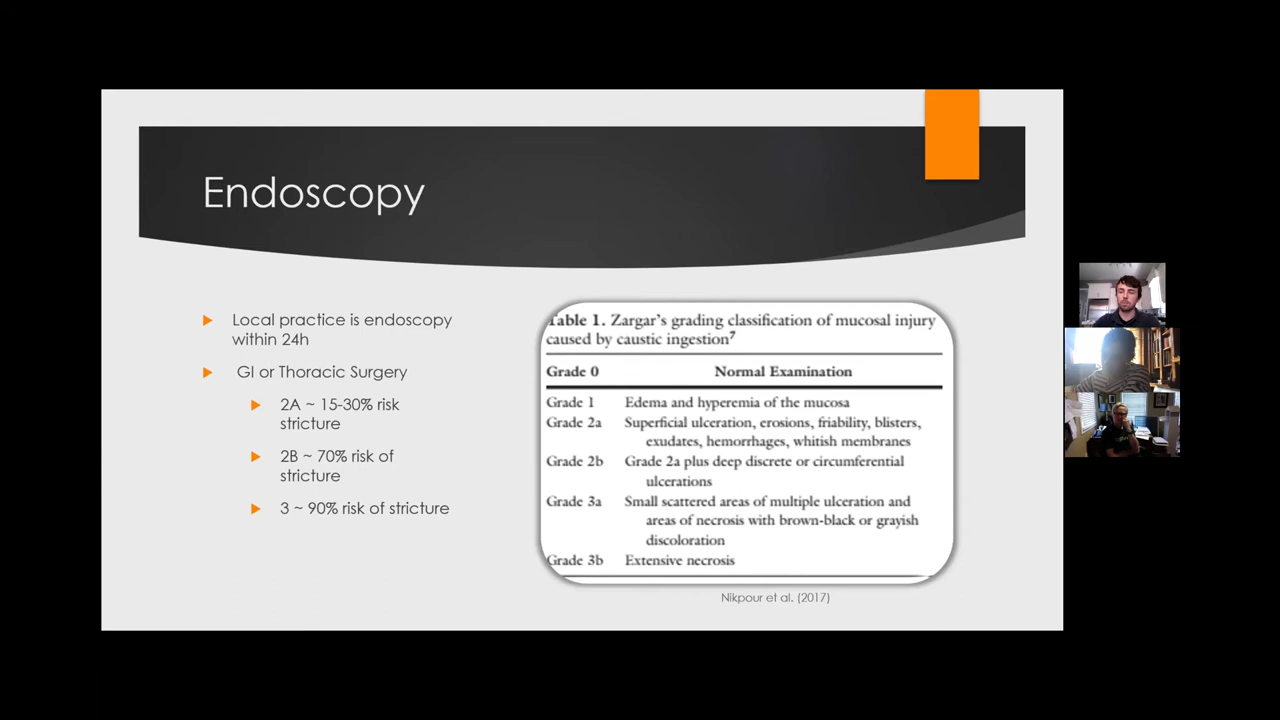 Endoscopy
Local practice is endoscopy
within 24h
GI or Thoracic Surgery
2A ~ 15-30% risk
stricture
2B ~ 70% risk of
stricture
3 ~ 90% risk of stricture
Table 1. Zargar's grading classification of mucosal injury
caused by caustic ingestion7
Grade 0 Normal Examination
Grade 1 Edema and hyperemia of the mucosa
Grade 2a Superficial ulceration, erosions, friability, blisters,
exudates, hemorrhages, whitish membranes
Grade 2b Grade 2a plus deep discrete or circumferential
ulcerations
Grade 3a Small scattered areas of multiple ulceration and
areas of necrosis with brown-black or grayish
discoloration
Grade 3b Extensive necrosis
Nikpour et al. (2017)